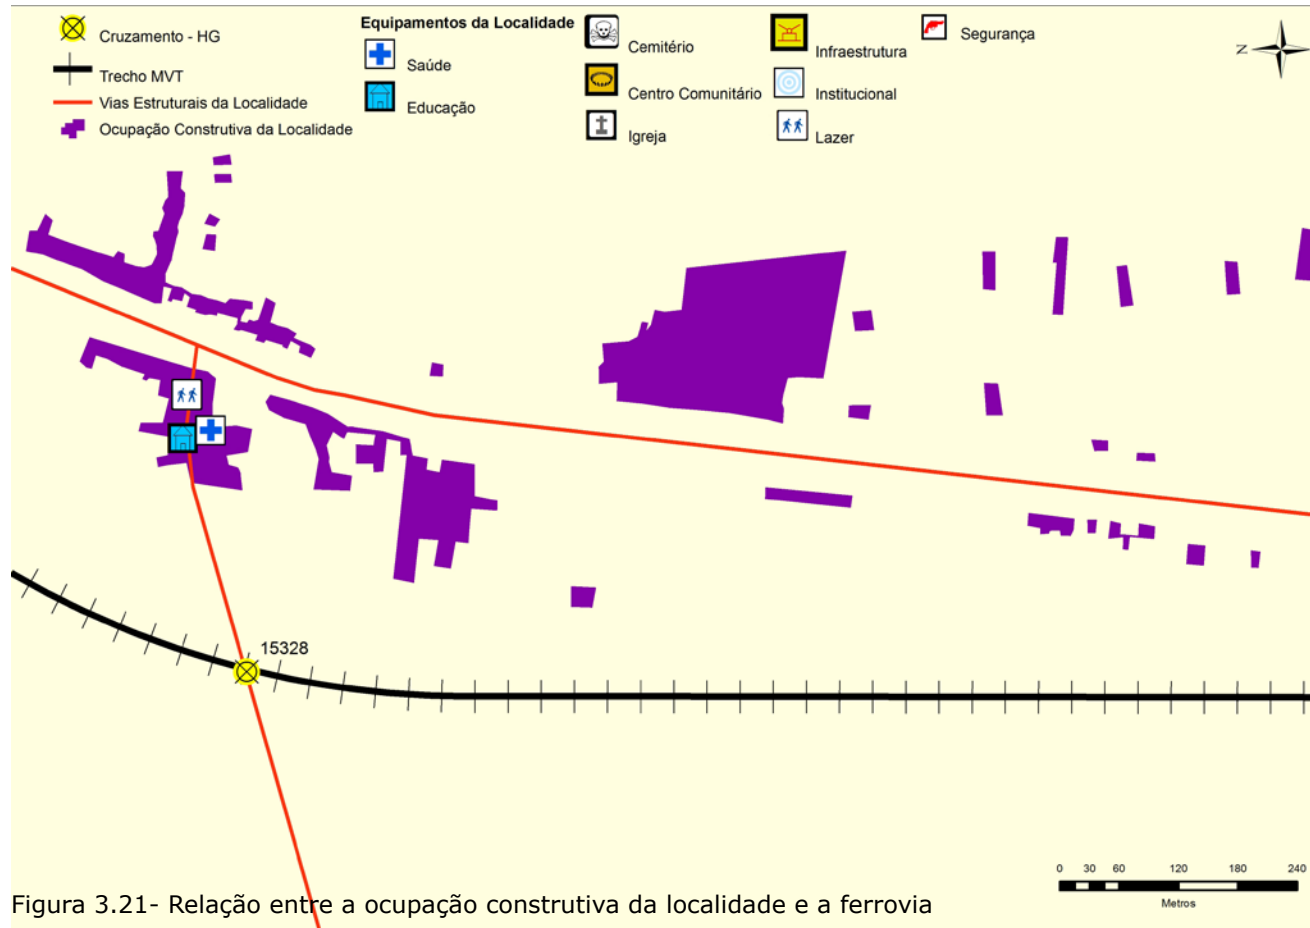 Cruzamento - HG
Trecho MVT
Vias Estruturais da Localidade
Ocupação Construtiva da Localidade
Equipamentos da Localidade
Saúde
Educação
Cemitério
Centro Comunitário
Igreja
Infraestrutura
Institucional
Lazer
Segurança
N
15328
0 30 60 120 180 240
Metros
Figura 3.21- Relação entre a ocupação construtiva da localidade e a ferrovia